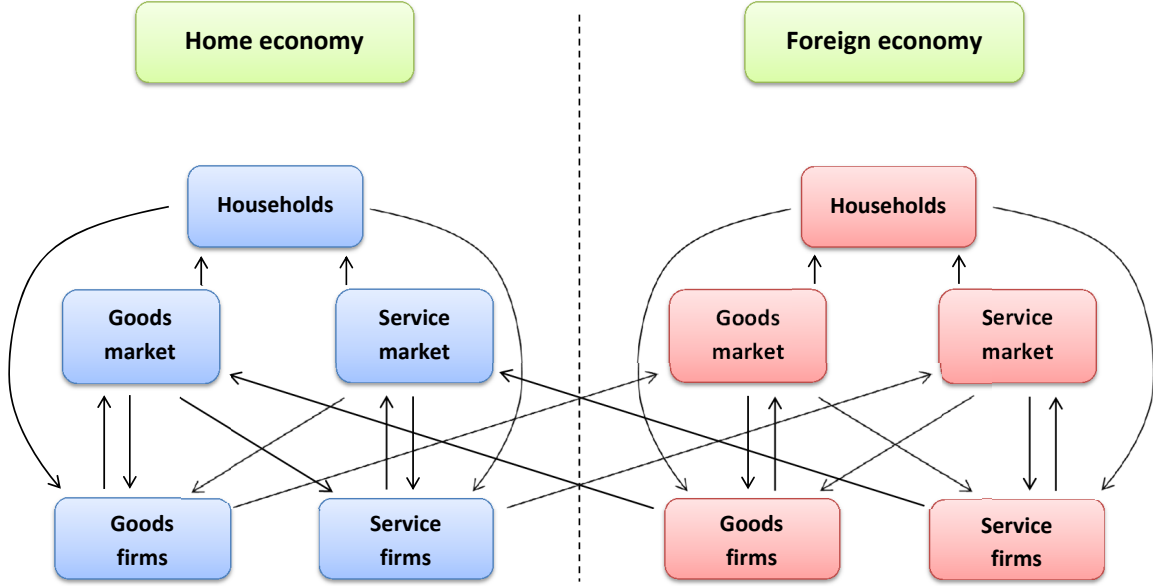 Home economy
Foreign economy
Households
Households
Goods
market
Service
market
Goods
market
Service
market
Goods
firms
Service
firms
Goods
firms
Service
firms